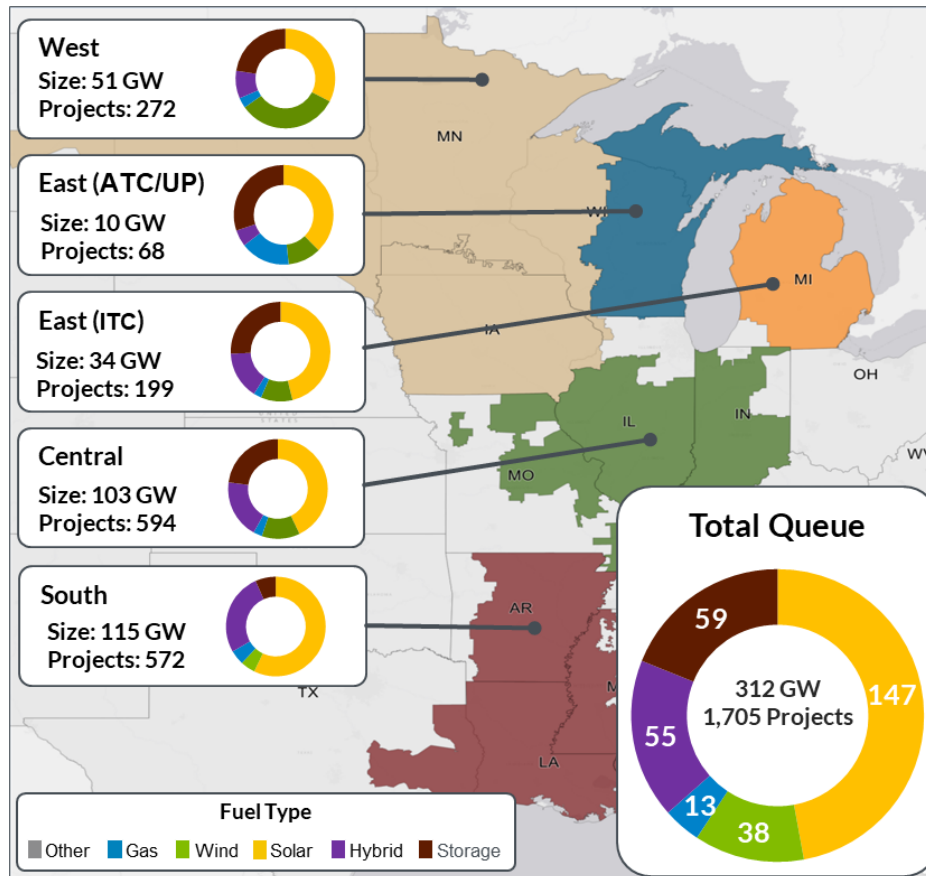 West
Size: 51 GW
Projects: 272
East (ATC/UP)
Size: 10 GW
Projects: 68
East (ITC)
Size: 34 GW
Projects: 199
Central
Size: 103 GW
Projects: 594
South
Size: 115 GW
Projects: 572
MN
WI
MI
IA
OH
IL
IN
MO
WV
AR
TX
LA
UNITED
STATES
Total Queue
59
147
312 GW
1,705 Projects
55
13
38
Fuel Type
Other Gas Wind Solar Hybrid Storage